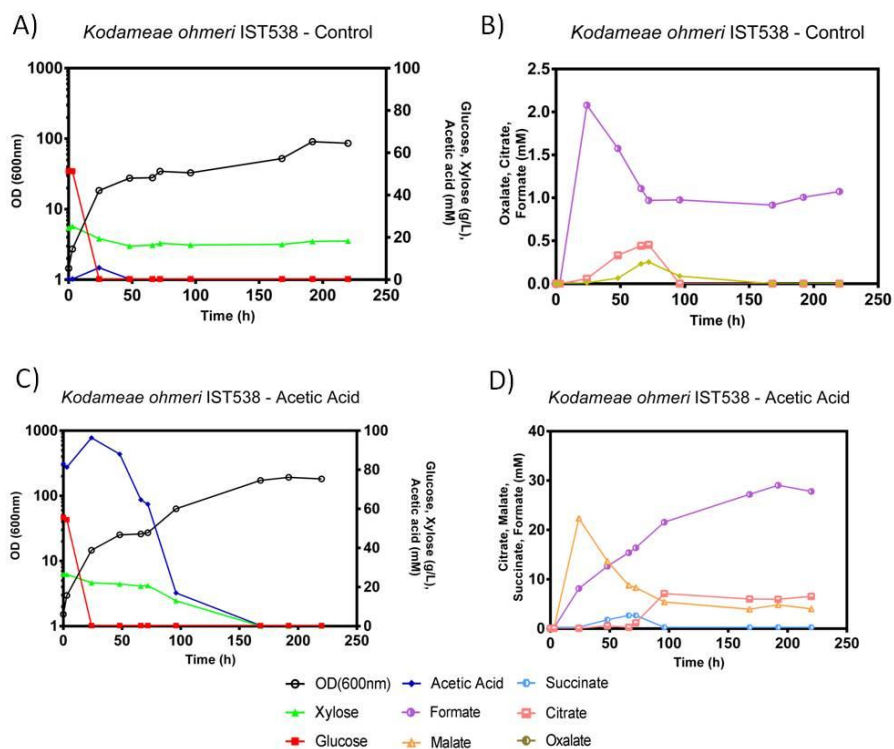 A)
Kodameae ohmeri IST538 - Control
1000
100
10
1
OD (600nm)
100
80
60
40
20
0
Glucose, Xylose (g/L),
Acetic acid (mM)
0 50 100 150 200 250
Time (h)
B)
Kodameae ohmeri IST538 - Control
2.5
2.0
1.5
1.0
0.5
0.0
Oxalate, Citrate,
Formate (mM)
0 50 100 150 200 250
Time (h)
C)
Kodameae ohmeri IST538 - Acetic Acid
1000
100
10
1
OD (600nm)
100
80
60
40
20
0
Glucose, Xylose (g/L),
Acetic acid (mM)
0 50 100 150 200 250
Time (h)
D)
Kodameae ohmeri IST538 - Acetic Acid
40
30
20
10
0
Citrate, Malate,
Succinate, Formate (mM)
0 50 100 150 200 250
Time (h)
OD(600nm) Acetic Acid Succinate
Xylose Formate Citrate
Glucose Malate Oxalate